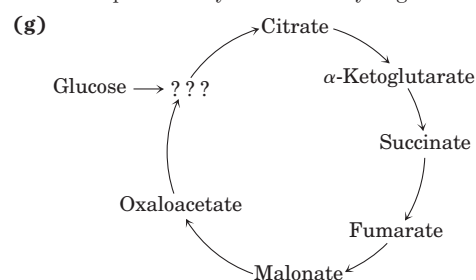 (g)
Citrate
Glucose → ? ? ?
α-Ketoglutarate
Succinate
Oxaloacetate
Fumarate
Malonate